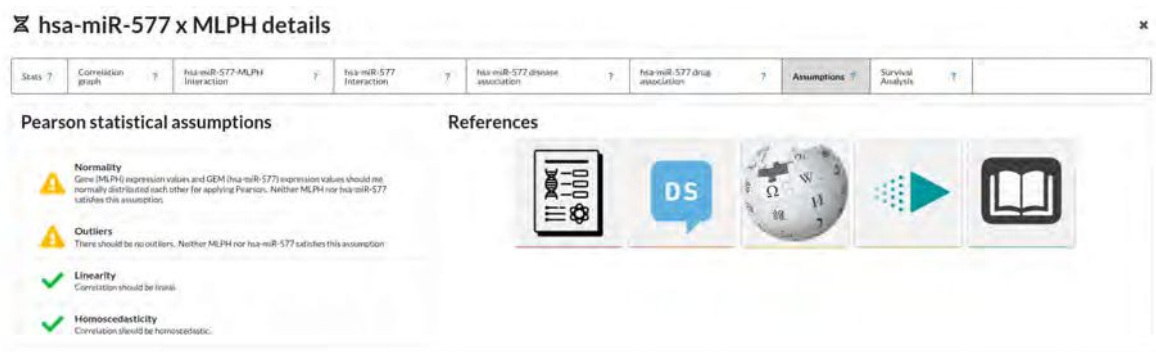 hsa-miR-577 x MLPH details
Stats ?
Correlation
graph ?
hsa-miR-577-MLPH
Interaction ?
hsa-miR-577
Interaction ?
hsa-miR-577 disease
association ?
hsa-miR-577 drug
association ?
Assumptions ?
Survival
Analysis ?
Pearson statistical assumptions
Normality
Gene (MLPH) expression values and GEM (hsa-miR-577) expression values should me
normally distributed each other for applying Pearson. Neither MLPH nor hsa-miR-577
satisfies this assumption
Outliers
There should be no outliers. Neither MLPH nor hsa-miR-577 satisfies this assumption
Linearity
Correlation should be linear.
Homoscedasticity
Correlation should be homoscedastic.
References
DS
Ω W И